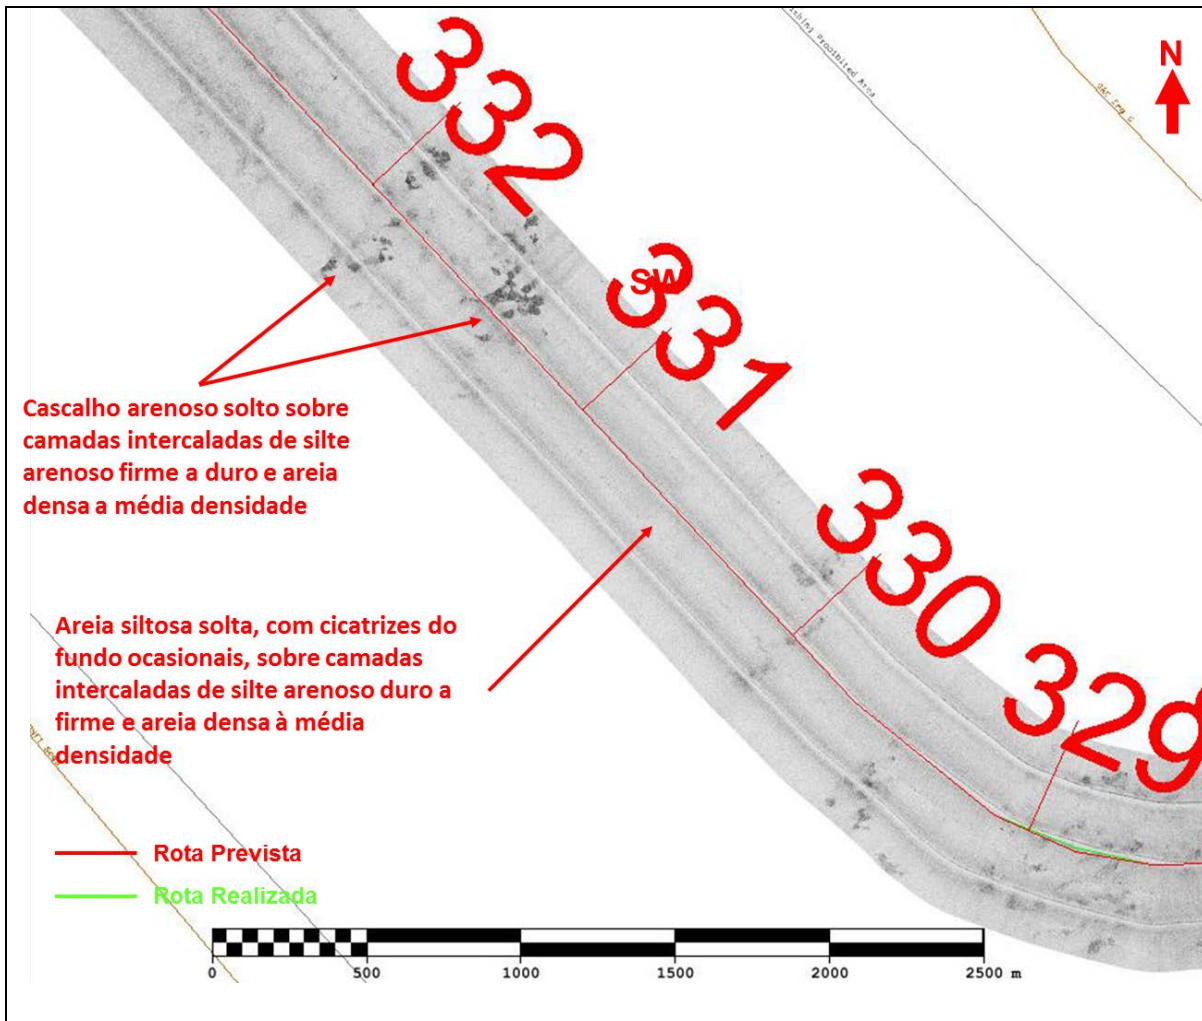 332
N
SW
331
Cascalho arenoso solto sobre
camadas intercaladas de silte
arenoso firme a duro e areia
densa a média densidade
330
Areia siltosa solta, com cicatrizes do
fundo ocasionais, sobre camadas
intercaladas de silte arenoso duro a
firme e areia densa à média
densidade
329
Rota Prevista
Rota Realizada
0 500 1000 1500 2000 2500 m
Prohibited Area